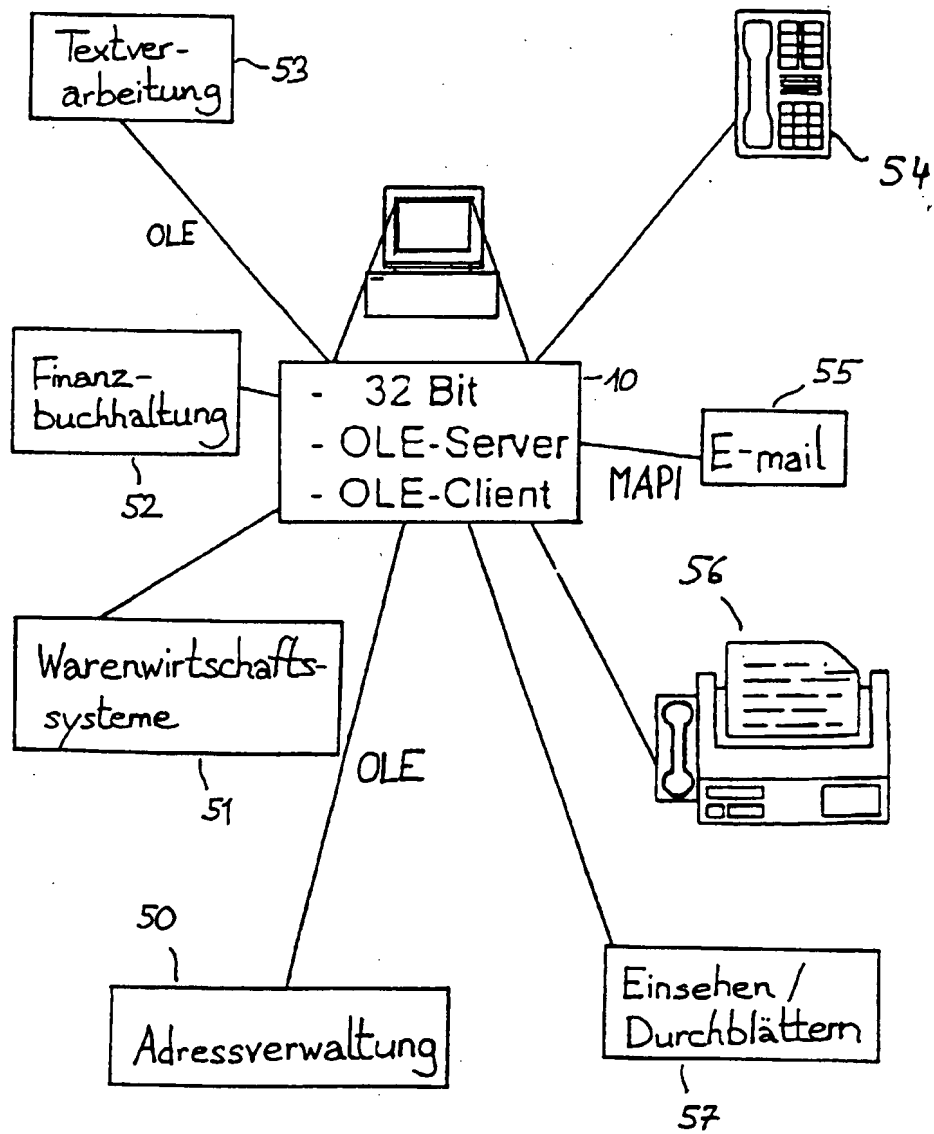 Textver-
arbeitung
53
54
OLE
Finanz-
buchhaltung
52
- 32 Bit
- OLE-Server
- OLE-Client
10
55
E-mail
MAPI
56
Warenwirtschafts-
systeme
51
OLE
50
Adressverwaltung
Einsehen /
Durchblättern
57